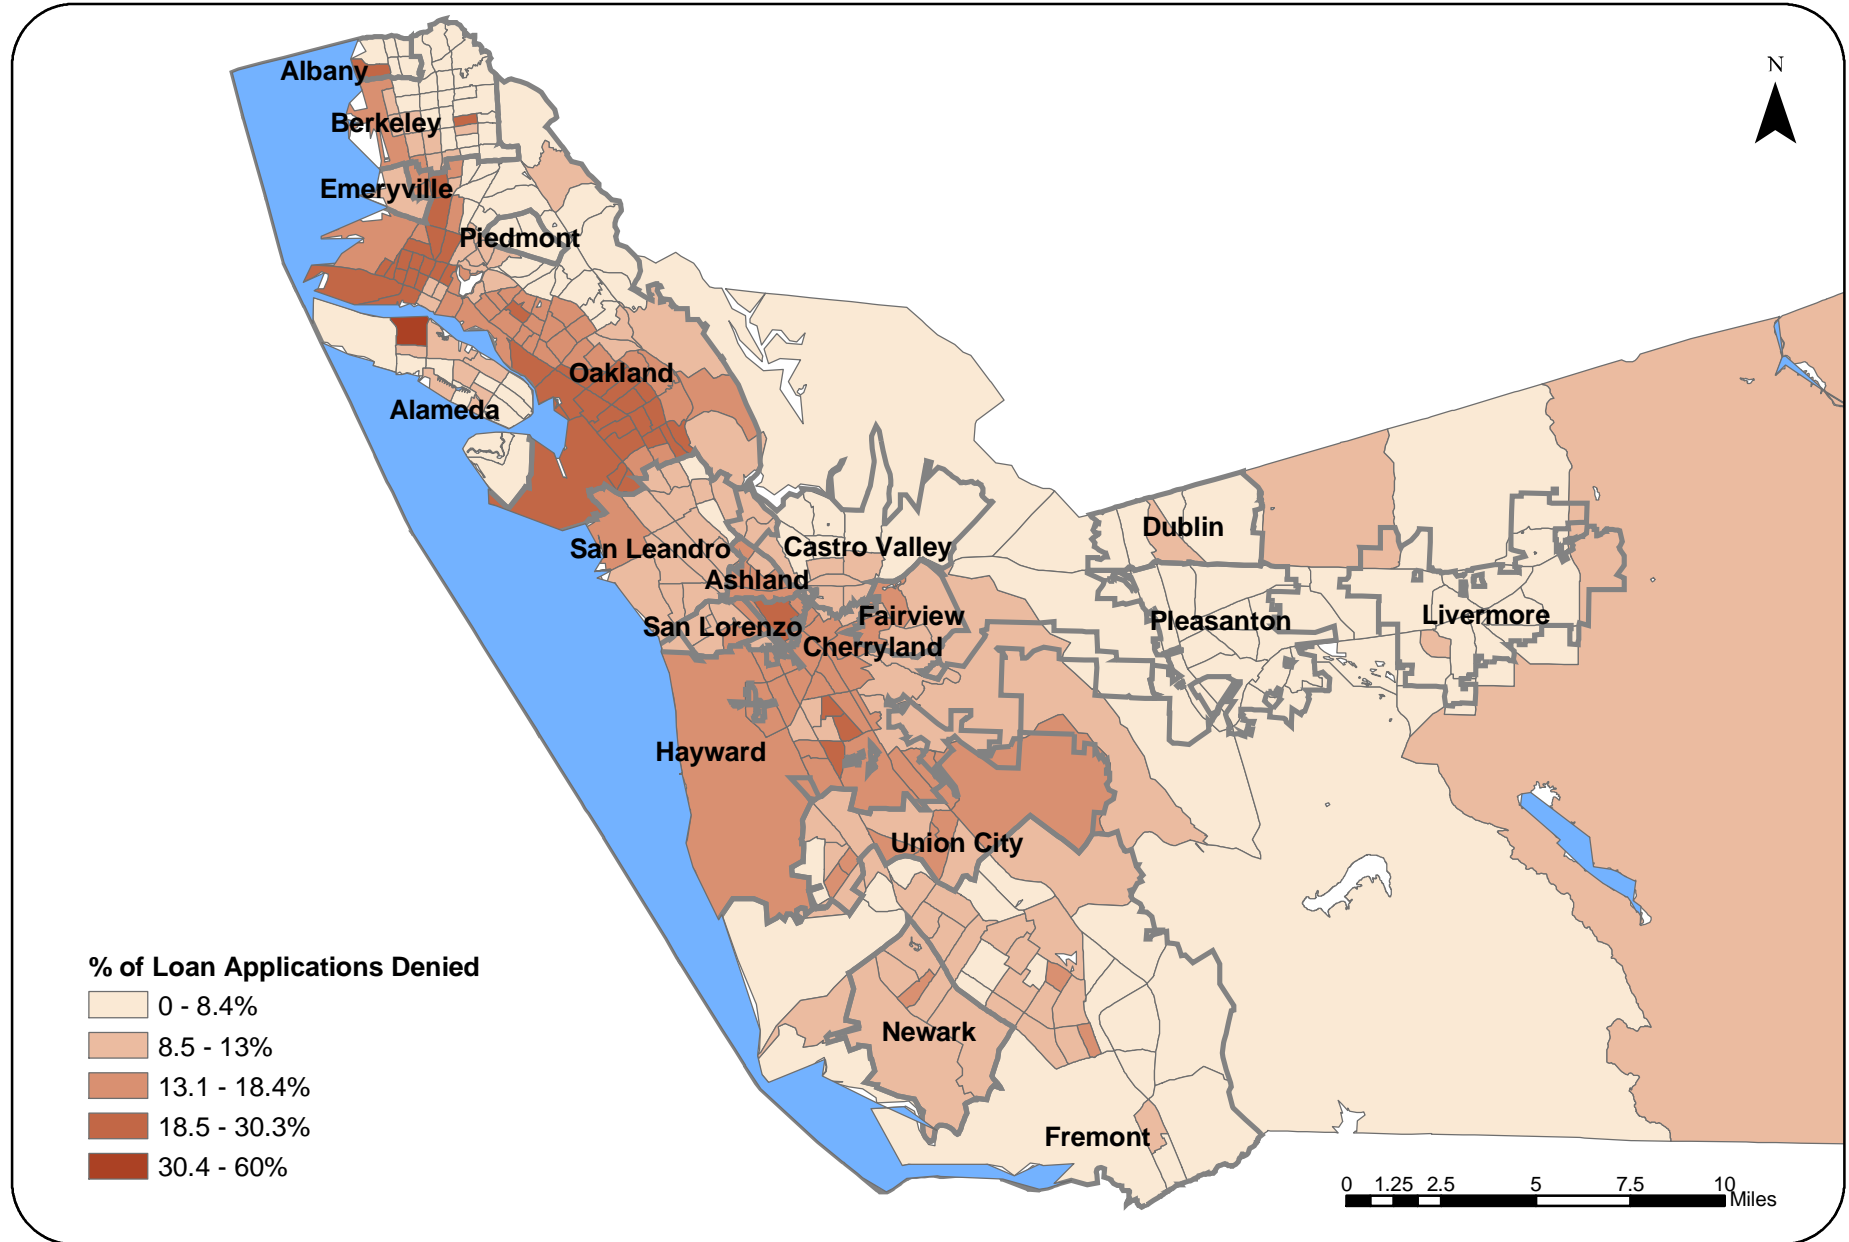 N
Albany
Berkeley
Emeryville
Piedmont
Oakland
Alameda
Dublin
San Leandro
Castro Valley
Ashland
Fairview
Livermore
Pleasanton
San Lorenzo
Cherryland
Hayward
Union City
Newark
Fremont
% of Loan Applications Denied
0 - 8.4%
8.5 - 13%
13.1 - 18.4%
18.5 - 30.3%
30.4 - 60%
0 1.25 2.5 5 7.5 10
Miles